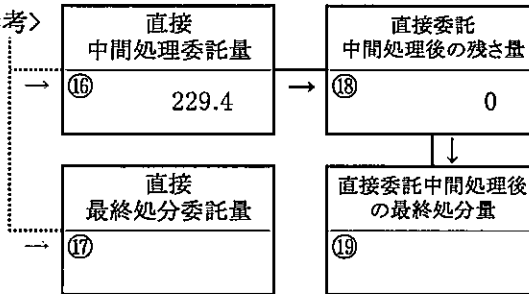 考>
直接
中間処理委託量
→
⑯
229.4
→
直接委託
中間処理後の残さ量
⑱
0
↓
直接
最終処分委託量
→
⑰
直接委託中間処理後
の最終処分量
⑲